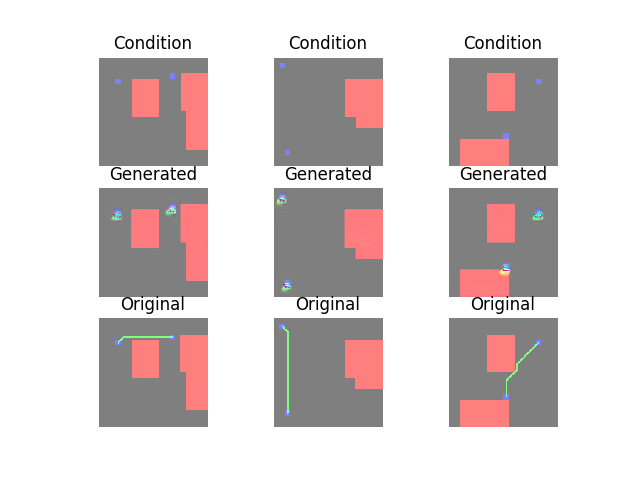 Condition Condition Condition
Generated Generated Generated
Original Original Original